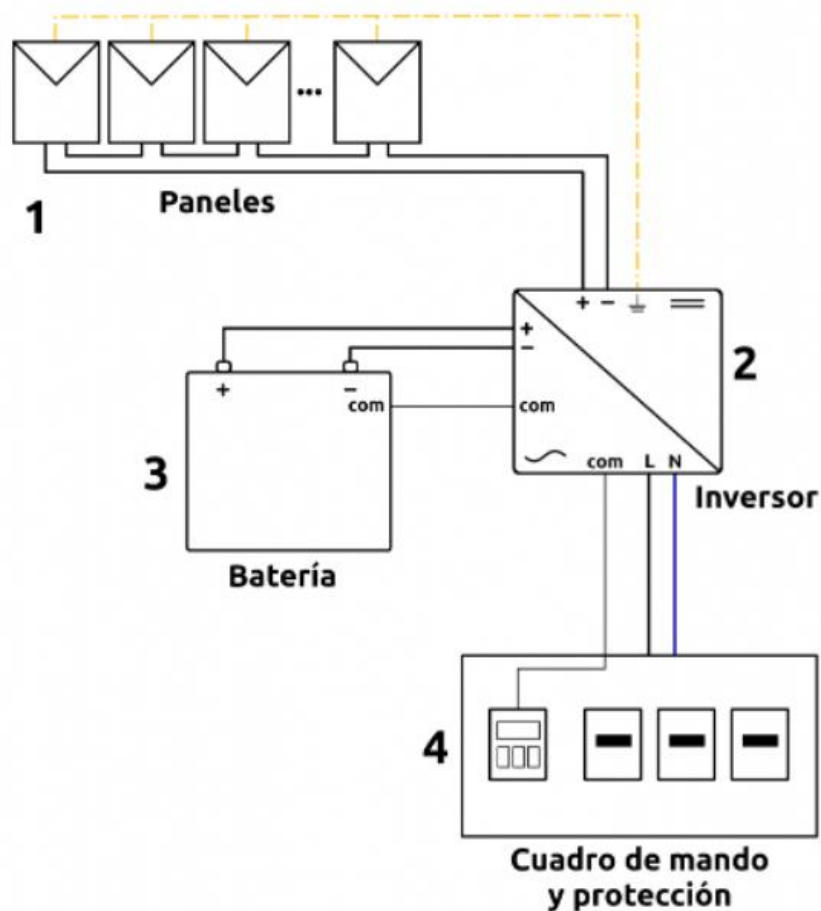 ...
1
Paneles
+ −
2
+
−
+ −
com
com
3
com L N
Inversor
Batería
4
Cuadro de mando
y protección